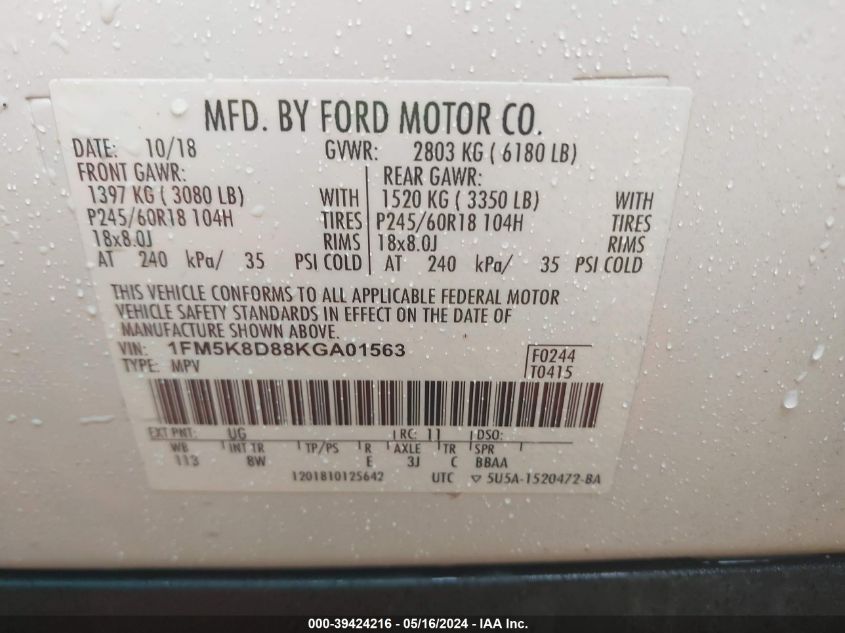 MFD. BY FORD MOTOR CO.
DATE: 10/18 GVWR: 2803 KG ( 6180 LB)
FRONT GAWR: REAR GAWR:
1397 KG ( 3080 LB) WITH 1520 KG ( 3350 LB) WITH
P245/60R18 104H TIRES P245/60R18 104H TIRES
18x8.0J RIMS 18x8.0J RIMS
AT 240 kPa/ 35 PSI COLD AT 240 kPa/ 35 PSI COLD
THIS VEHICLE CONFORMS TO ALL APPLICABLE FEDERAL MOTOR
VEHICLE SAFETY STANDARDS IN EFFECT ON THE DATE OF
MANUFACTURE SHOWN ABOVE.
VIN: 1FM5K8D88KGA01563 F0244
TYPE: MPV T0415
EXT PNT: UG RC: 11 DSO:
WB INT TR TP/PS R AXLE TR SPR
113 8W E 3J C BBAA
1201810125642 UTC ▽ 5U5A-1520472-BA
000-39424216 - 05/16/2024 - IAA Inc.